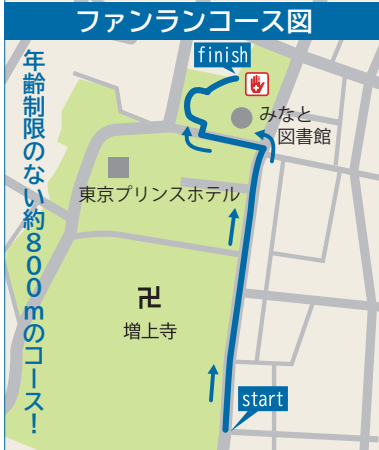 ファンランコース図
年齢制限のない約800mのコース！
finish
みなと
図書館
東京プリンスホテル
卍
増上寺
start